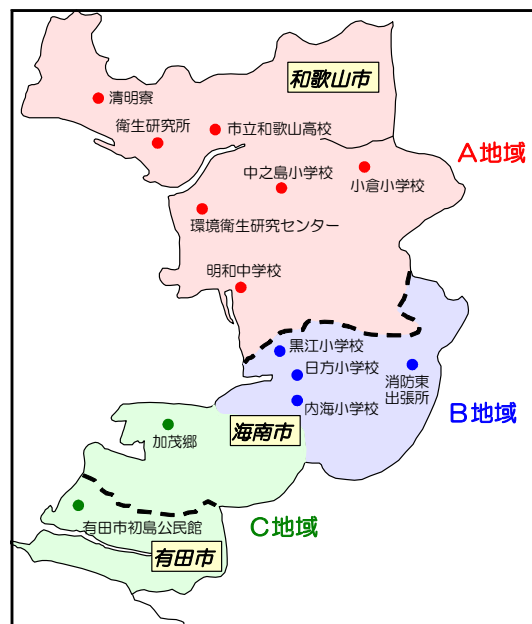 和歌山市
清明寮
衛生研究所
市立和歌山高校
A地域
中之島小学校
小倉小学校
環境衛生研究センター
明和中学校
黒江小学校
日方小学校
消防東
出張所
内海小学校
B地域
海南市
加茂郷
有田市初島公民館
C地域
有田市